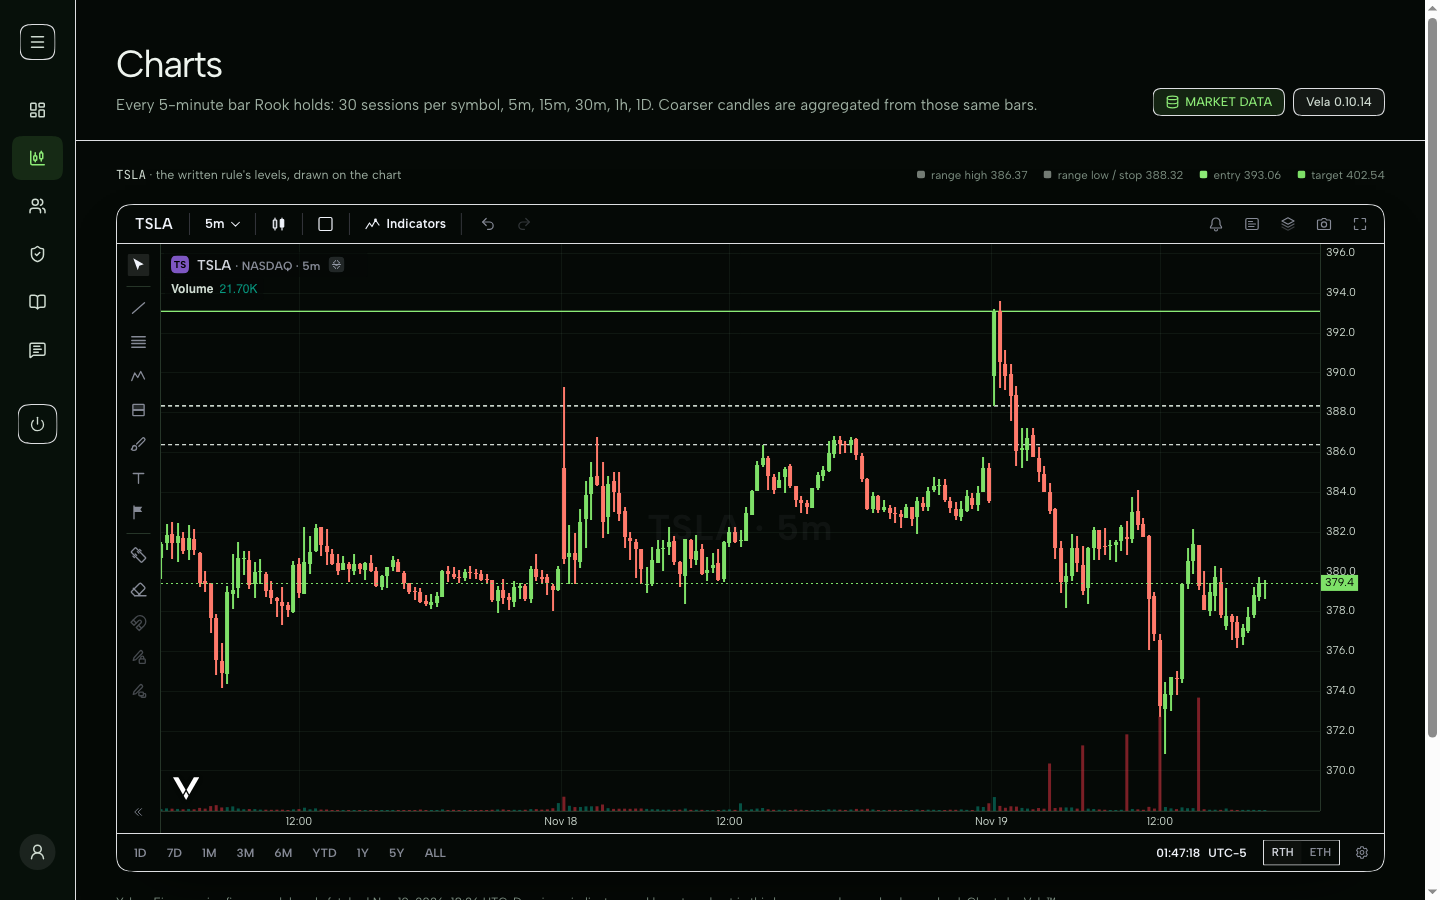 Charts
Every 5-minute bar Rook holds: 30 sessions per symbol, 5m, 15m, 30m, 1h, 1D. Coarser candles are aggregated from those same bars.
MARKET DATA
Vela 0.10.14
TSLA · the written rule's levels, drawn on the chart
range high 386.37
range low / stop 388.32
entry 393.06
target 402.54
TSLA
5m
Indicators
TS
TSLA · NASDAQ · 5m
Volume 21.70K
TSLA · 5m
396.0
394.0
392.0
390.0
388.0
386.0
384.0
382.0
380.0
379.4
378.0
376.0
374.0
372.0
370.0
12:00
Nov 18
12:00
Nov 19
12:00
1D 7D 1M 3M 6M YTD 1Y 5Y ALL
01:47:18 UTC-5
RTH ETH